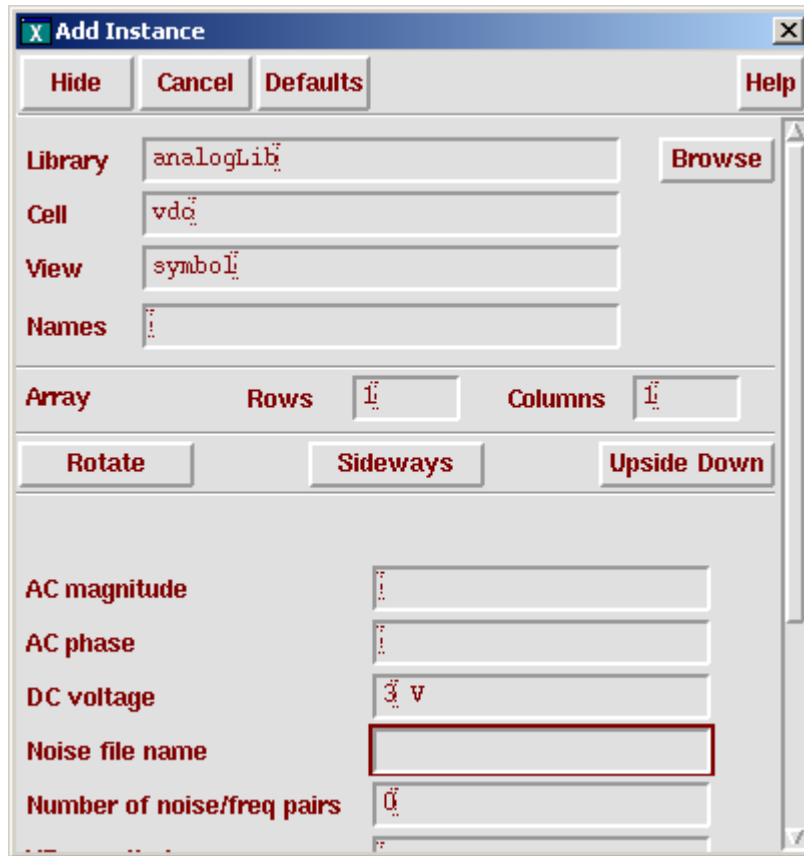 X Add Instance
Hide Cancel Defaults Help
Library analogLib Browse
Cell vdc
View symbol
Names
Array Rows 1 Columns 1
Rotate Sideways Upside Down
AC magnitude
AC phase
DC voltage 3 V
Noise file name
Number of noise/freq pairs 0